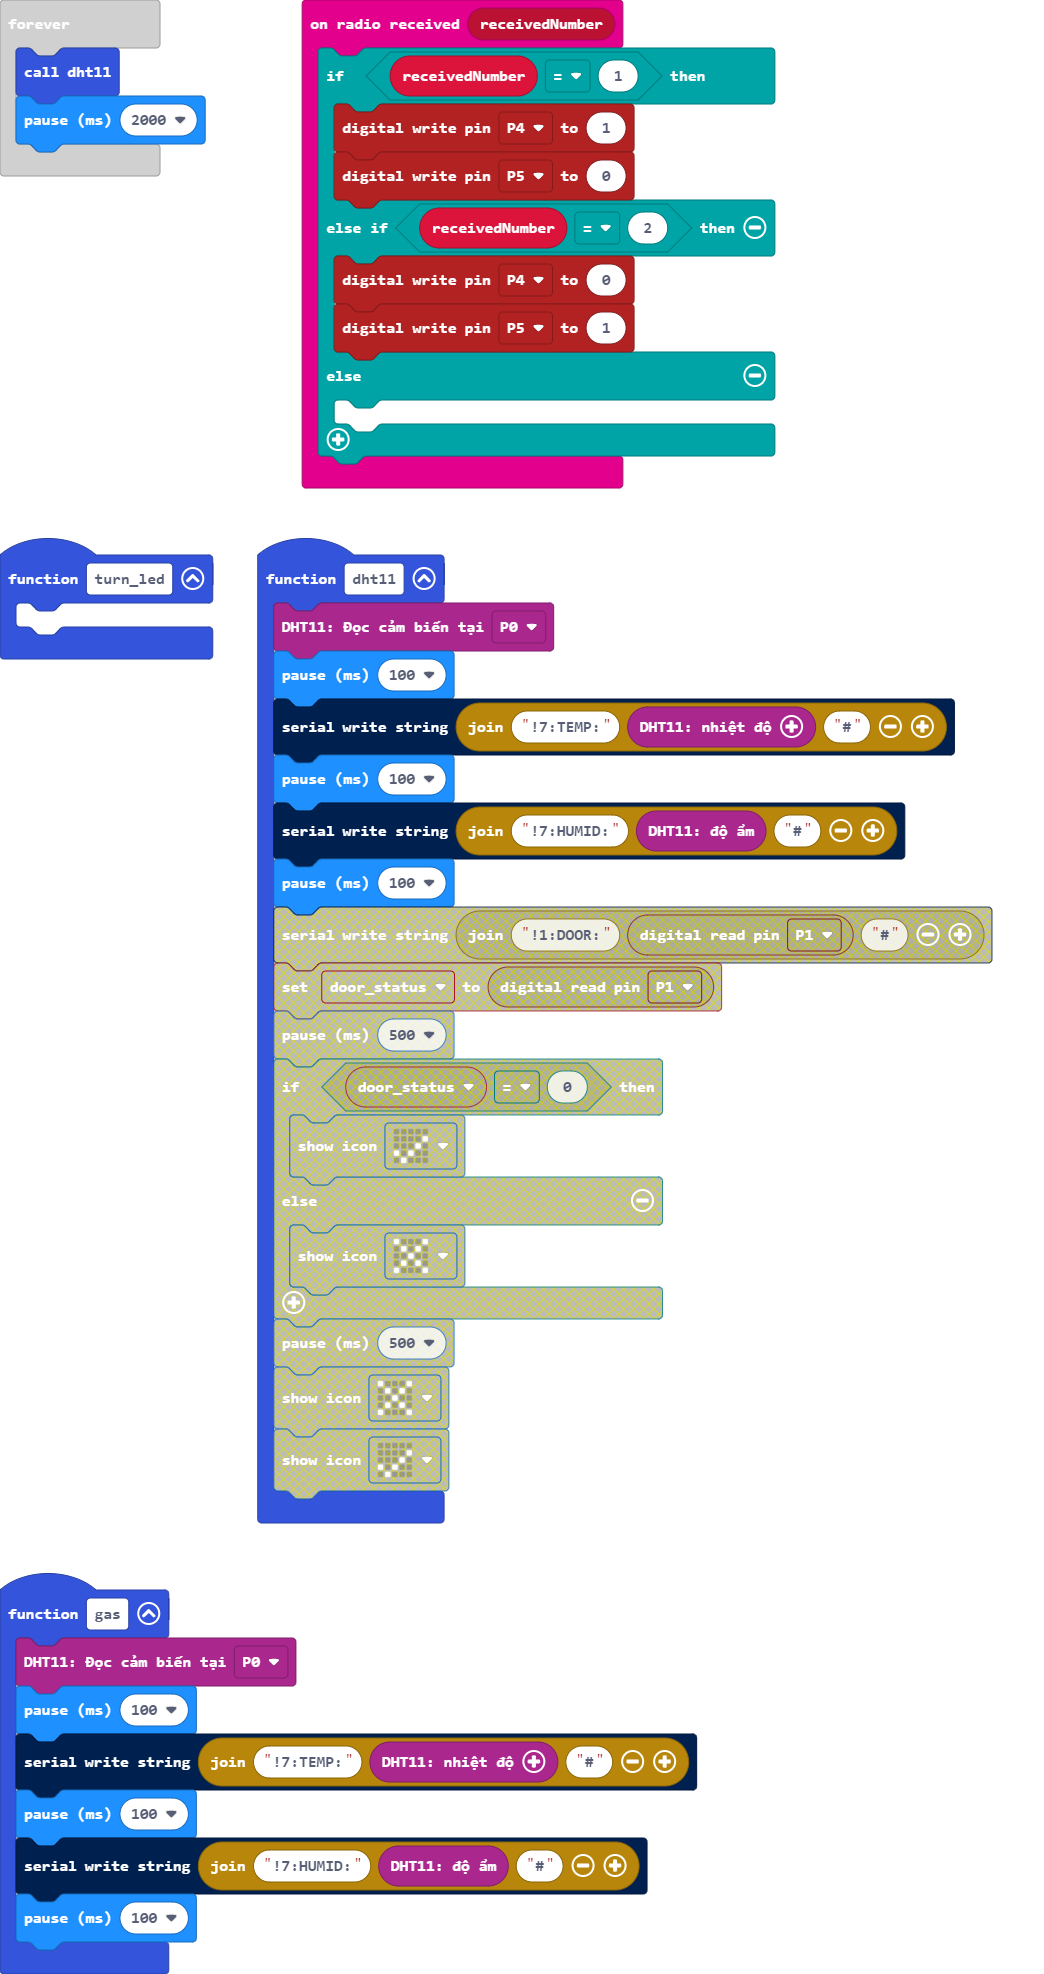 forever
call dht11
pause (ms) 2000
on radio received receivedNumber
if receivedNumber = 1 then
digital write pin P4 to 1
digital write pin P5 to 0
else if receivedNumber = 2 then
digital write pin P4 to 0
digital write pin P5 to 1
else
function turn_led
function dht11
DHT11: Đọc cảm biến tại P0
pause (ms) 100
serial write string join "!7:TEMP:" DHT11: nhiệt độ "#"
pause (ms) 100
serial write string join "!7:HUMID:" DHT11: độ ẩm "#"
pause (ms) 100
serial write string join "!1:DOOR:" digital read pin P1 "#"
set door_status to digital read pin P1
pause (ms) 500
if door_status = 0 then
show icon
else
show icon
pause (ms) 500
show icon
show icon
function gas
DHT11: Đọc cảm biến tại P0
pause (ms) 100
serial write string join "!7:TEMP:" DHT11: nhiệt độ "#"
pause (ms) 100
serial write string join "!7:HUMID:" DHT11: độ ẩm "#"
pause (ms) 100